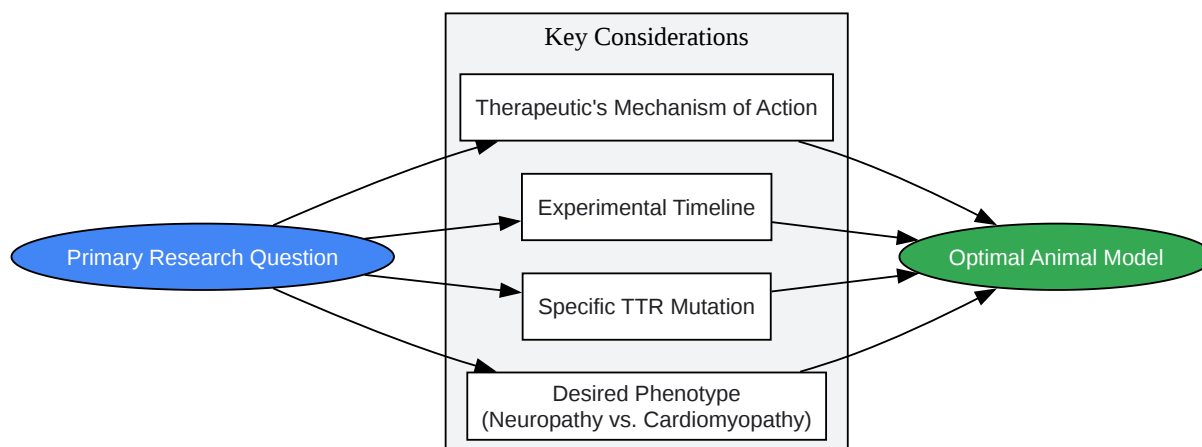 Key Considerations
Therapeutic's Mechanism of Action
Experimental Timeline
Primary Research Question
Optimal Animal Model
Specific TTR Mutation
Desired Phenotype
(Neuropathy vs. Cardiomyopathy)